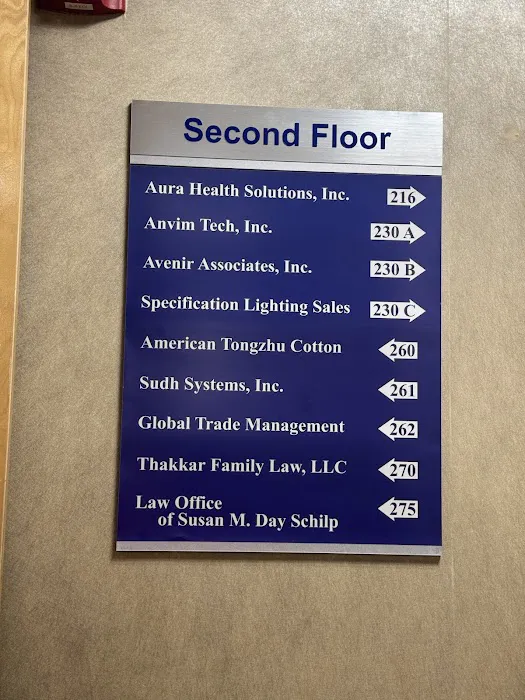 Second Floor
Aura Health Solutions, Inc. 216
Anvim Tech, Inc. 230 A
Avenir Associates, Inc. 230 B
Specification Lighting Sales 230 C
American Tongzhu Cotton 260
Sudh Systems, Inc. 261
Global Trade Management 262
Thakkar Family Law, LLC 270
Law Office 275
of Susan M. Day Schilp